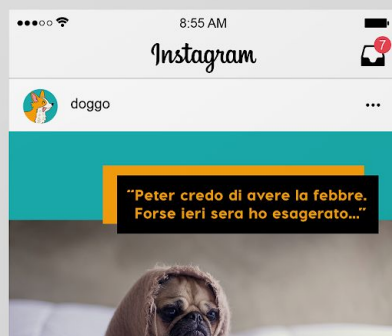 8:55 AM
Instagram
7
doggo
“Peter credo di avere la febbre.
Forse ieri sera ho esagerato...”